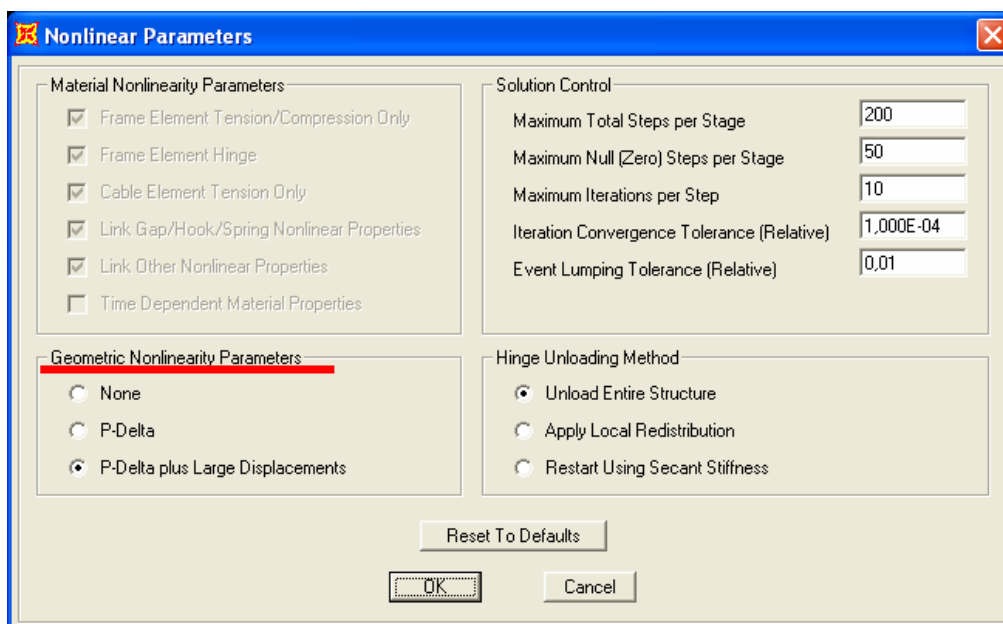 Nonlinear Parameters
Material Nonlinearity Parameters
Frame Element Tension/Compression Only
Frame Element Hinge
Cable Element Tension Only
Link Gap/Hook/Spring Nonlinear Properties
Link Other Nonlinear Properties
Time Dependent Material Properties
Solution Control
Maximum Total Steps per Stage 200
Maximum Null (Zero) Steps per Stage 50
Maximum Iterations per Step 10
Iteration Convergence Tolerance (Relative) 1,000E-04
Event Lumping Tolerance (Relative) 0,01
Geometric Nonlinearity Parameters
None
P-Delta
P-Delta plus Large Displacements
Hinge Unloading Method
Unload Entire Structure
Apply Local Redistribution
Restart Using Secant Stiffness
Reset To Defaults
OK Cancel